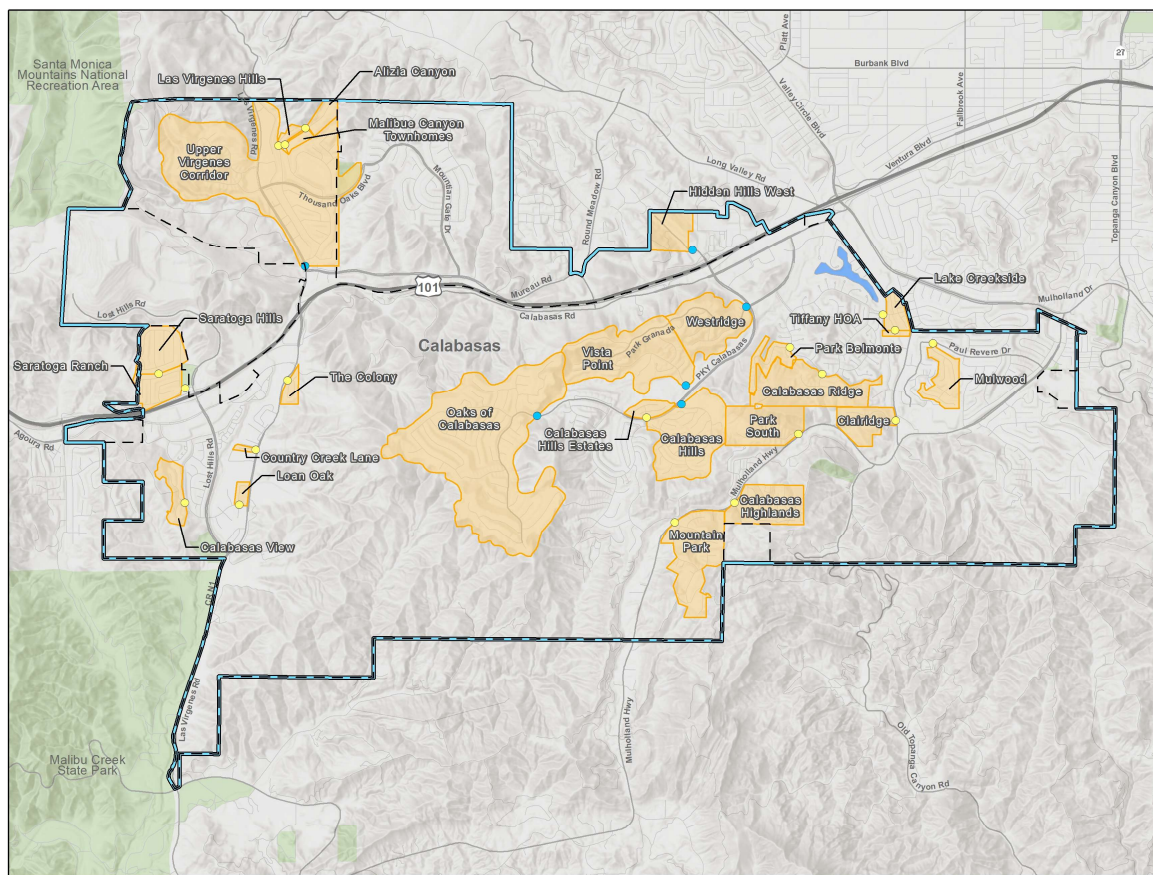 Platt Ave
27
Burbank Blvd
Santa Monica
Mountains National
Recreation Area
Alizia Canyon
Las Virgenes Hills
Las Virgenes Rd
Valley Circle Blvd
Fallbrook Ave
Malibue Canyon
Townhomes
Ventura Blvd
Upper
Virgenes
Corridor
Long Valley Rd
Topanga Canyon Blvd
Thousand Oaks Blvd
Mountian Gate Dr
Round Meadow Rd
Hidden Hills West
Lake Creekside
101
Mureau Rd
Mulholland Dr
Lost Hills Rd
Calabasas Rd
Saratoga Hills
Westridge
Tiffany HOA
Park Granada
Calabasas
Vista
Point
Park Belmonte
Paul Revere Dr
Saratoga Ranch
PKY Calabasas
The Colony
Mulwood
Calabasas Ridge
Oaks of
Calabasas
Agoura Rd
Calabasas
Hills Estates
Park
South
Clairidge
Calabasas
Hills
Country Creek Lane
Lost Hills Rd
Loan Oak
Mulholland Hwy
Calabasas
Highlands
Mountain
Park
Calabasas View
CR N1
Las Virgenes Rd
Mulholland Hwy
Old Topanga Canyon Rd
Malibu Creek
State Park